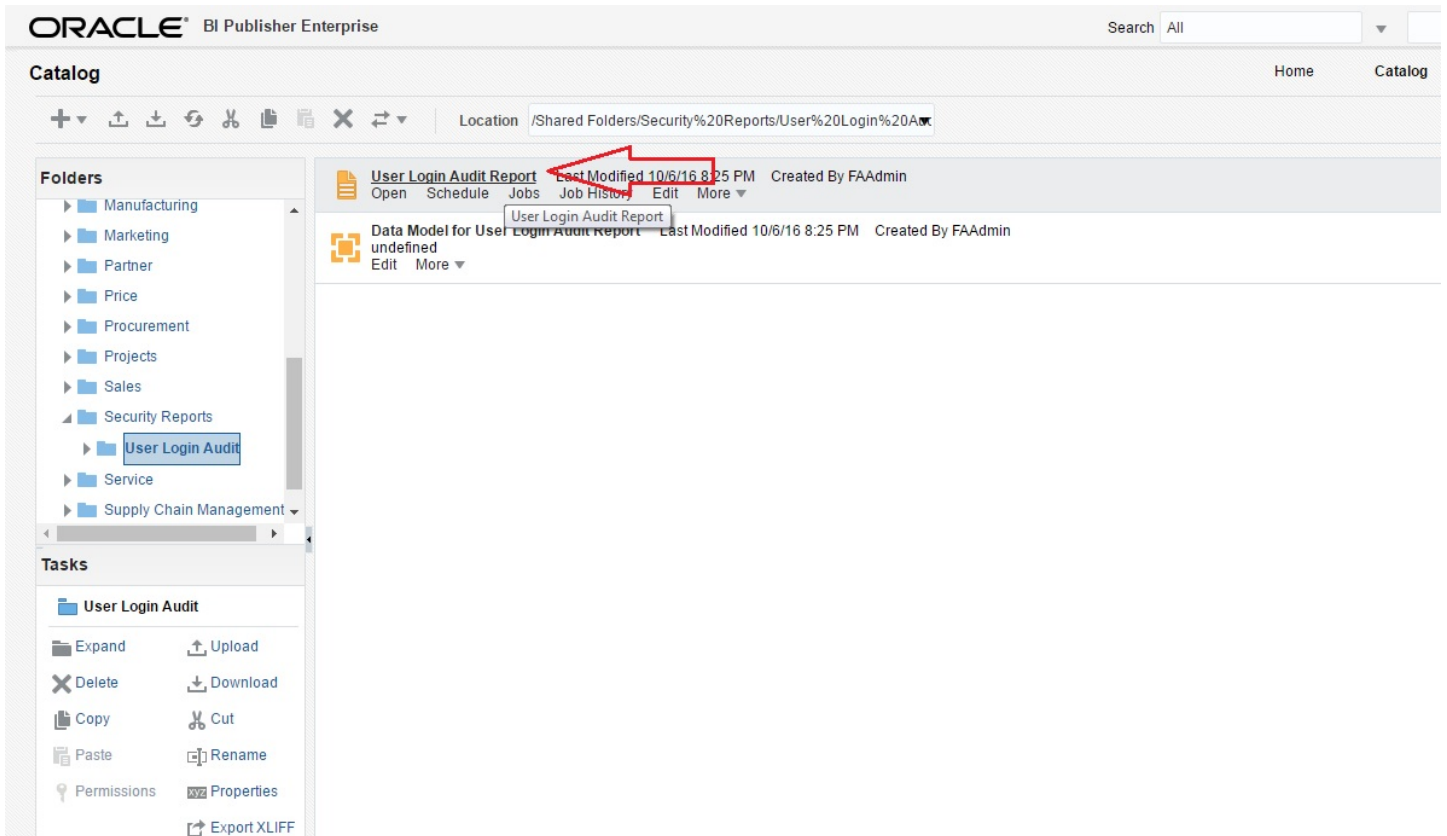 ORACLE® BI Publisher Enterprise
Search All
Catalog
Home Catalog
Location /Shared Folders/Security%20Reports/User%20Login%20Au
Folders
Manufacturing
Marketing
Partner
Price
Procurement
Projects
Sales
Security Reports
User Login Audit
Service
Supply Chain Management
User Login Audit Report Last Modified 10/6/16 8:25 PM Created By FAAdmin
Open Schedule Jobs Job History Edit More
User Login Audit Report
Data Model for User Login Audit Report Last Modified 10/6/16 8:25 PM Created By FAAdmin
undefined
Edit More
Tasks
User Login Audit
Expand Upload
Delete Download
Copy Cut
Paste Rename
Permissions xyz Properties
Export XLIFF